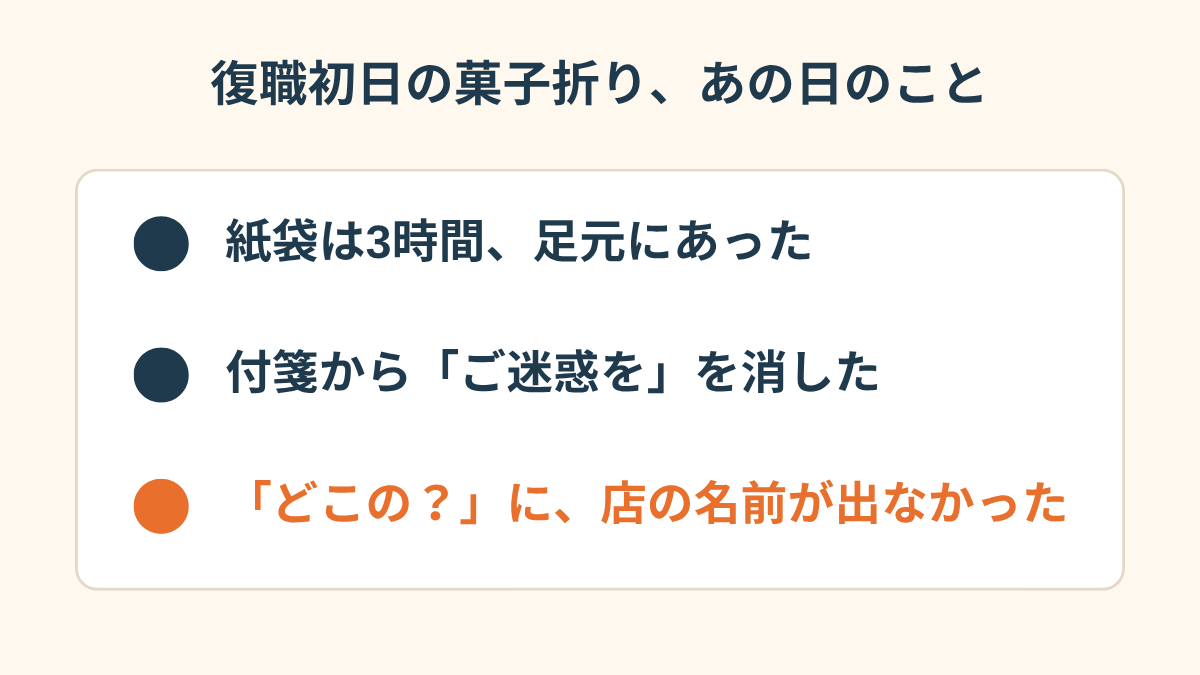 復職初日の菓子折り、あの日のこと
紙袋は3時間、足元にあった
付箋から「ご迷惑を」を消した
「どこの？」に、店の名前が出なかった